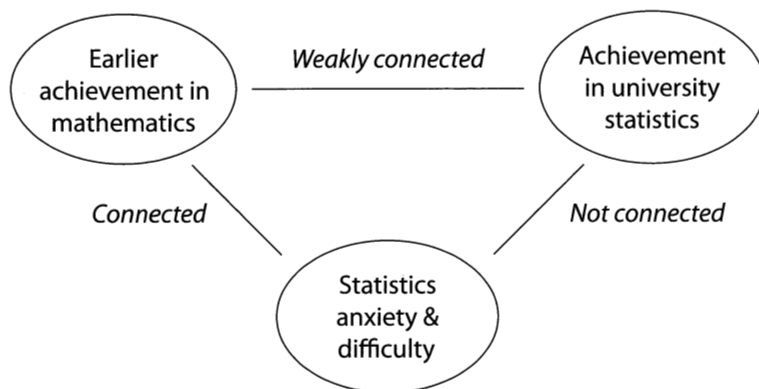 Earlier
achievement in
mathematics
Weakly connected
Achievement
in university
statistics
Connected
Not connected
Statistics
anxiety &
difficulty